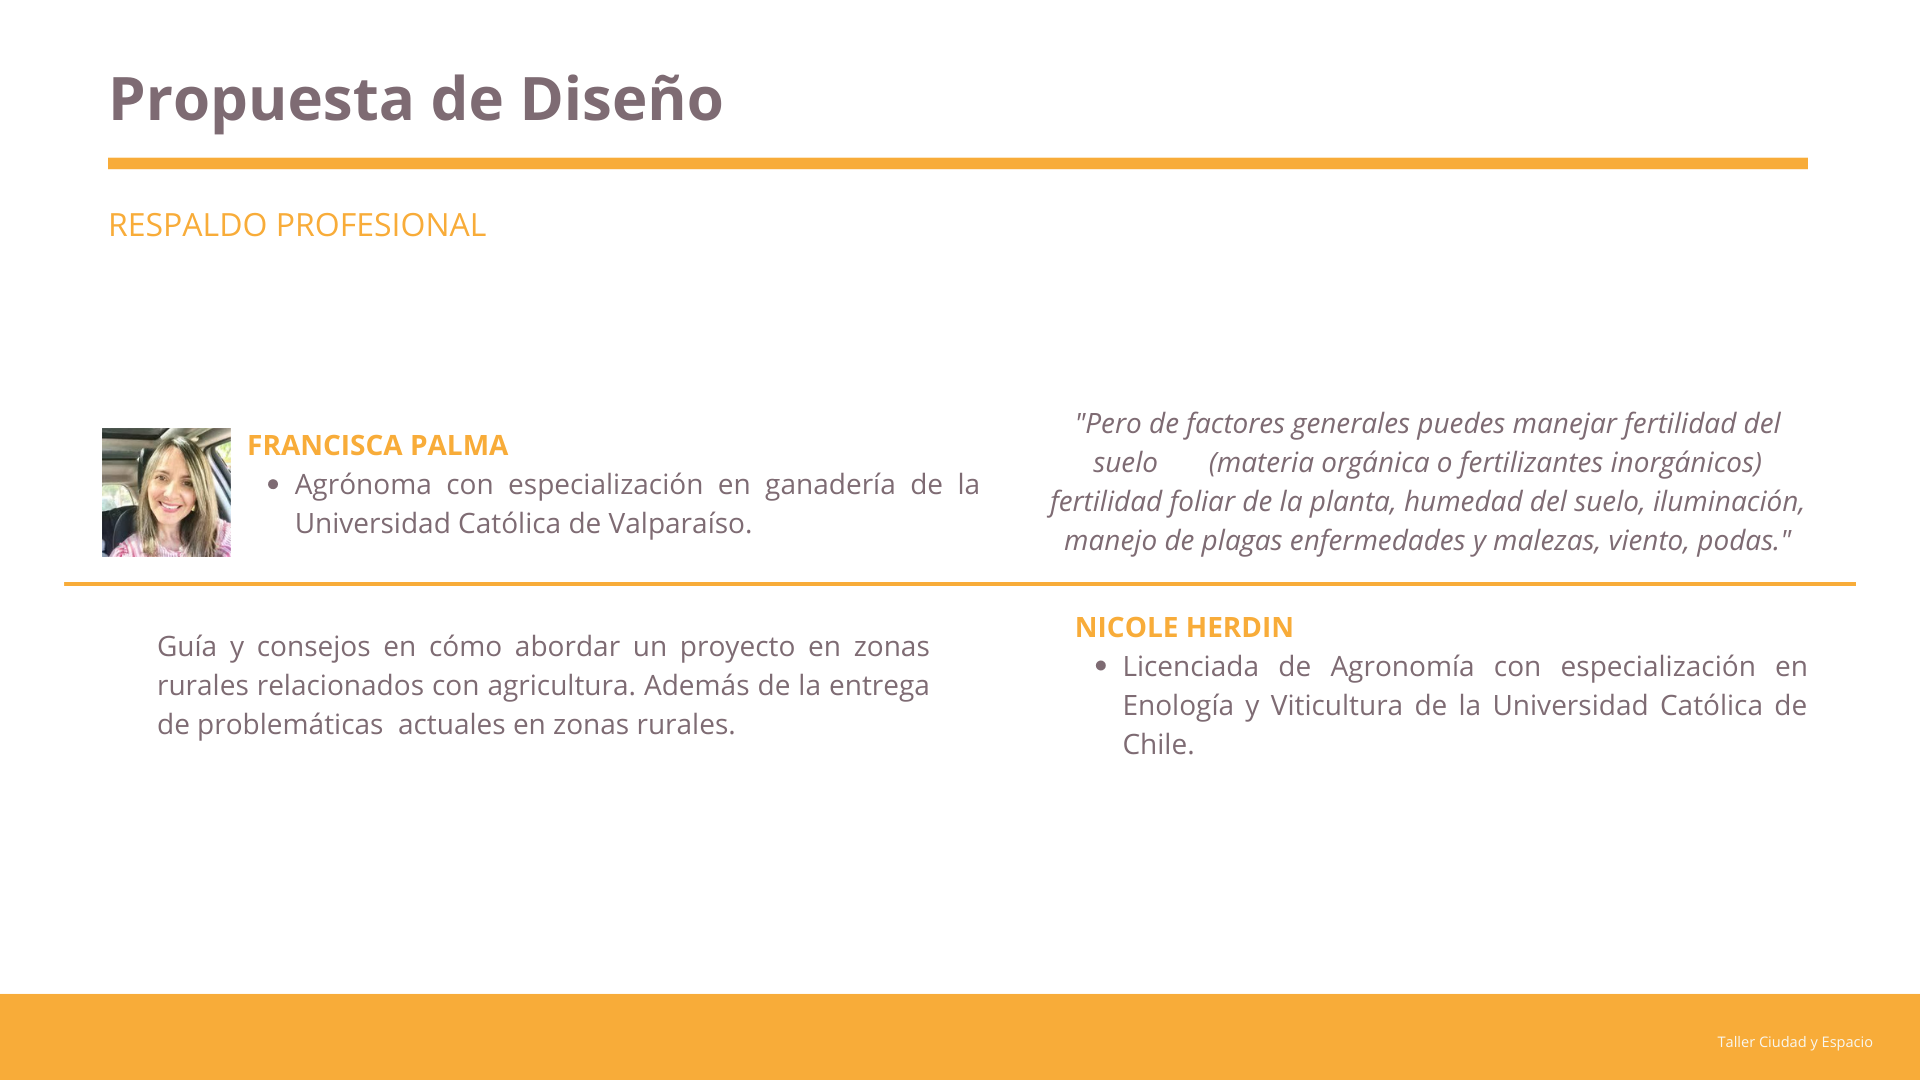 Propuesta de Diseño
RESPALDO PROFESIONAL
FRANCISCA PALMA
• Agrónoma con especialización en ganadería de la
Universidad Católica de Valparaíso.
"Pero de factores generales puedes manejar fertilidad del
suelo (materia orgánica o fertilizantes inorgánicos)
fertilidad foliar de la planta, humedad del suelo, iluminación,
manejo de plagas enfermedades y malezas, viento, podas."
Guía y consejos en cómo abordar un proyecto en zonas
rurales relacionados con agricultura. Además de la entrega
de problemáticas actuales en zonas rurales.
NICOLE HERDIN
• Licenciada de Agronomía con especialización en
Enología y Viticultura de la Universidad Católica de
Chile.
Taller Ciudad y Espacio